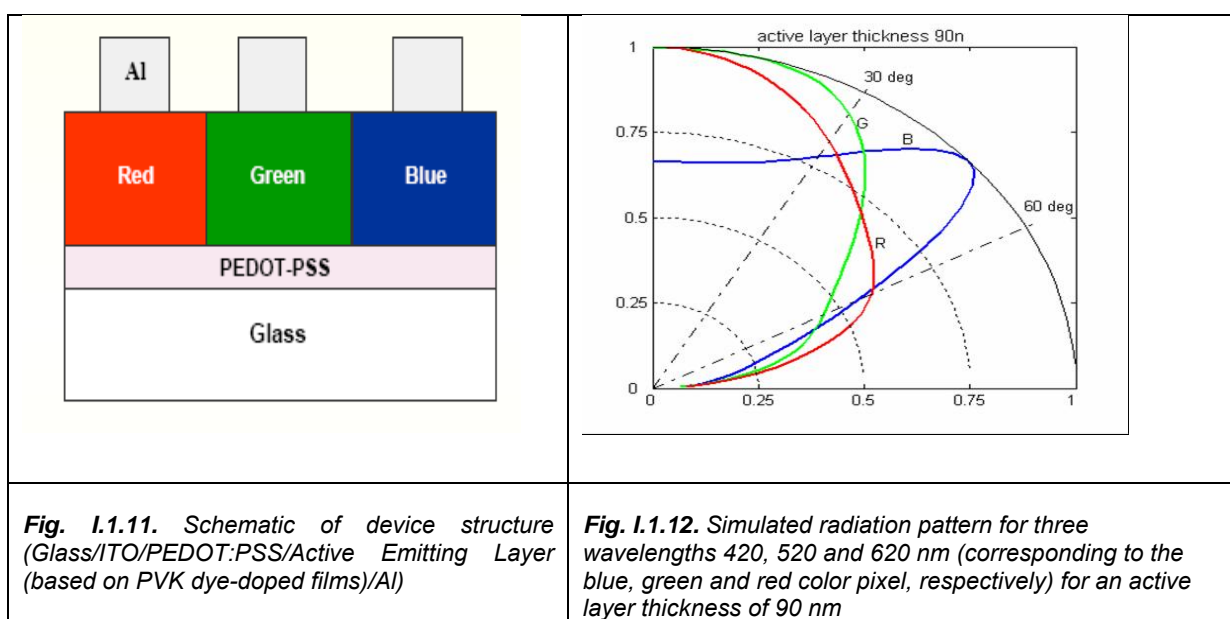 Al
Red Green Blue
PEDOT-PSS
Glass
active layer thickness 90n
1
0.75
0.5
0.25
0
0 0.25 0.5 0.75 1
30 deg
G
B
60 deg
R
Fig. I.1.11. Schematic of device structure
(Glass/ITO/PEDOT:PSS/Active Emitting Layer
(based on PVK dye-doped films)/Al)
Fig. I.1.12. Simulated radiation pattern for three
wavelengths 420, 520 and 620 nm (corresponding to the
blue, green and red color pixel, respectively) for an active
layer thickness of 90 nm